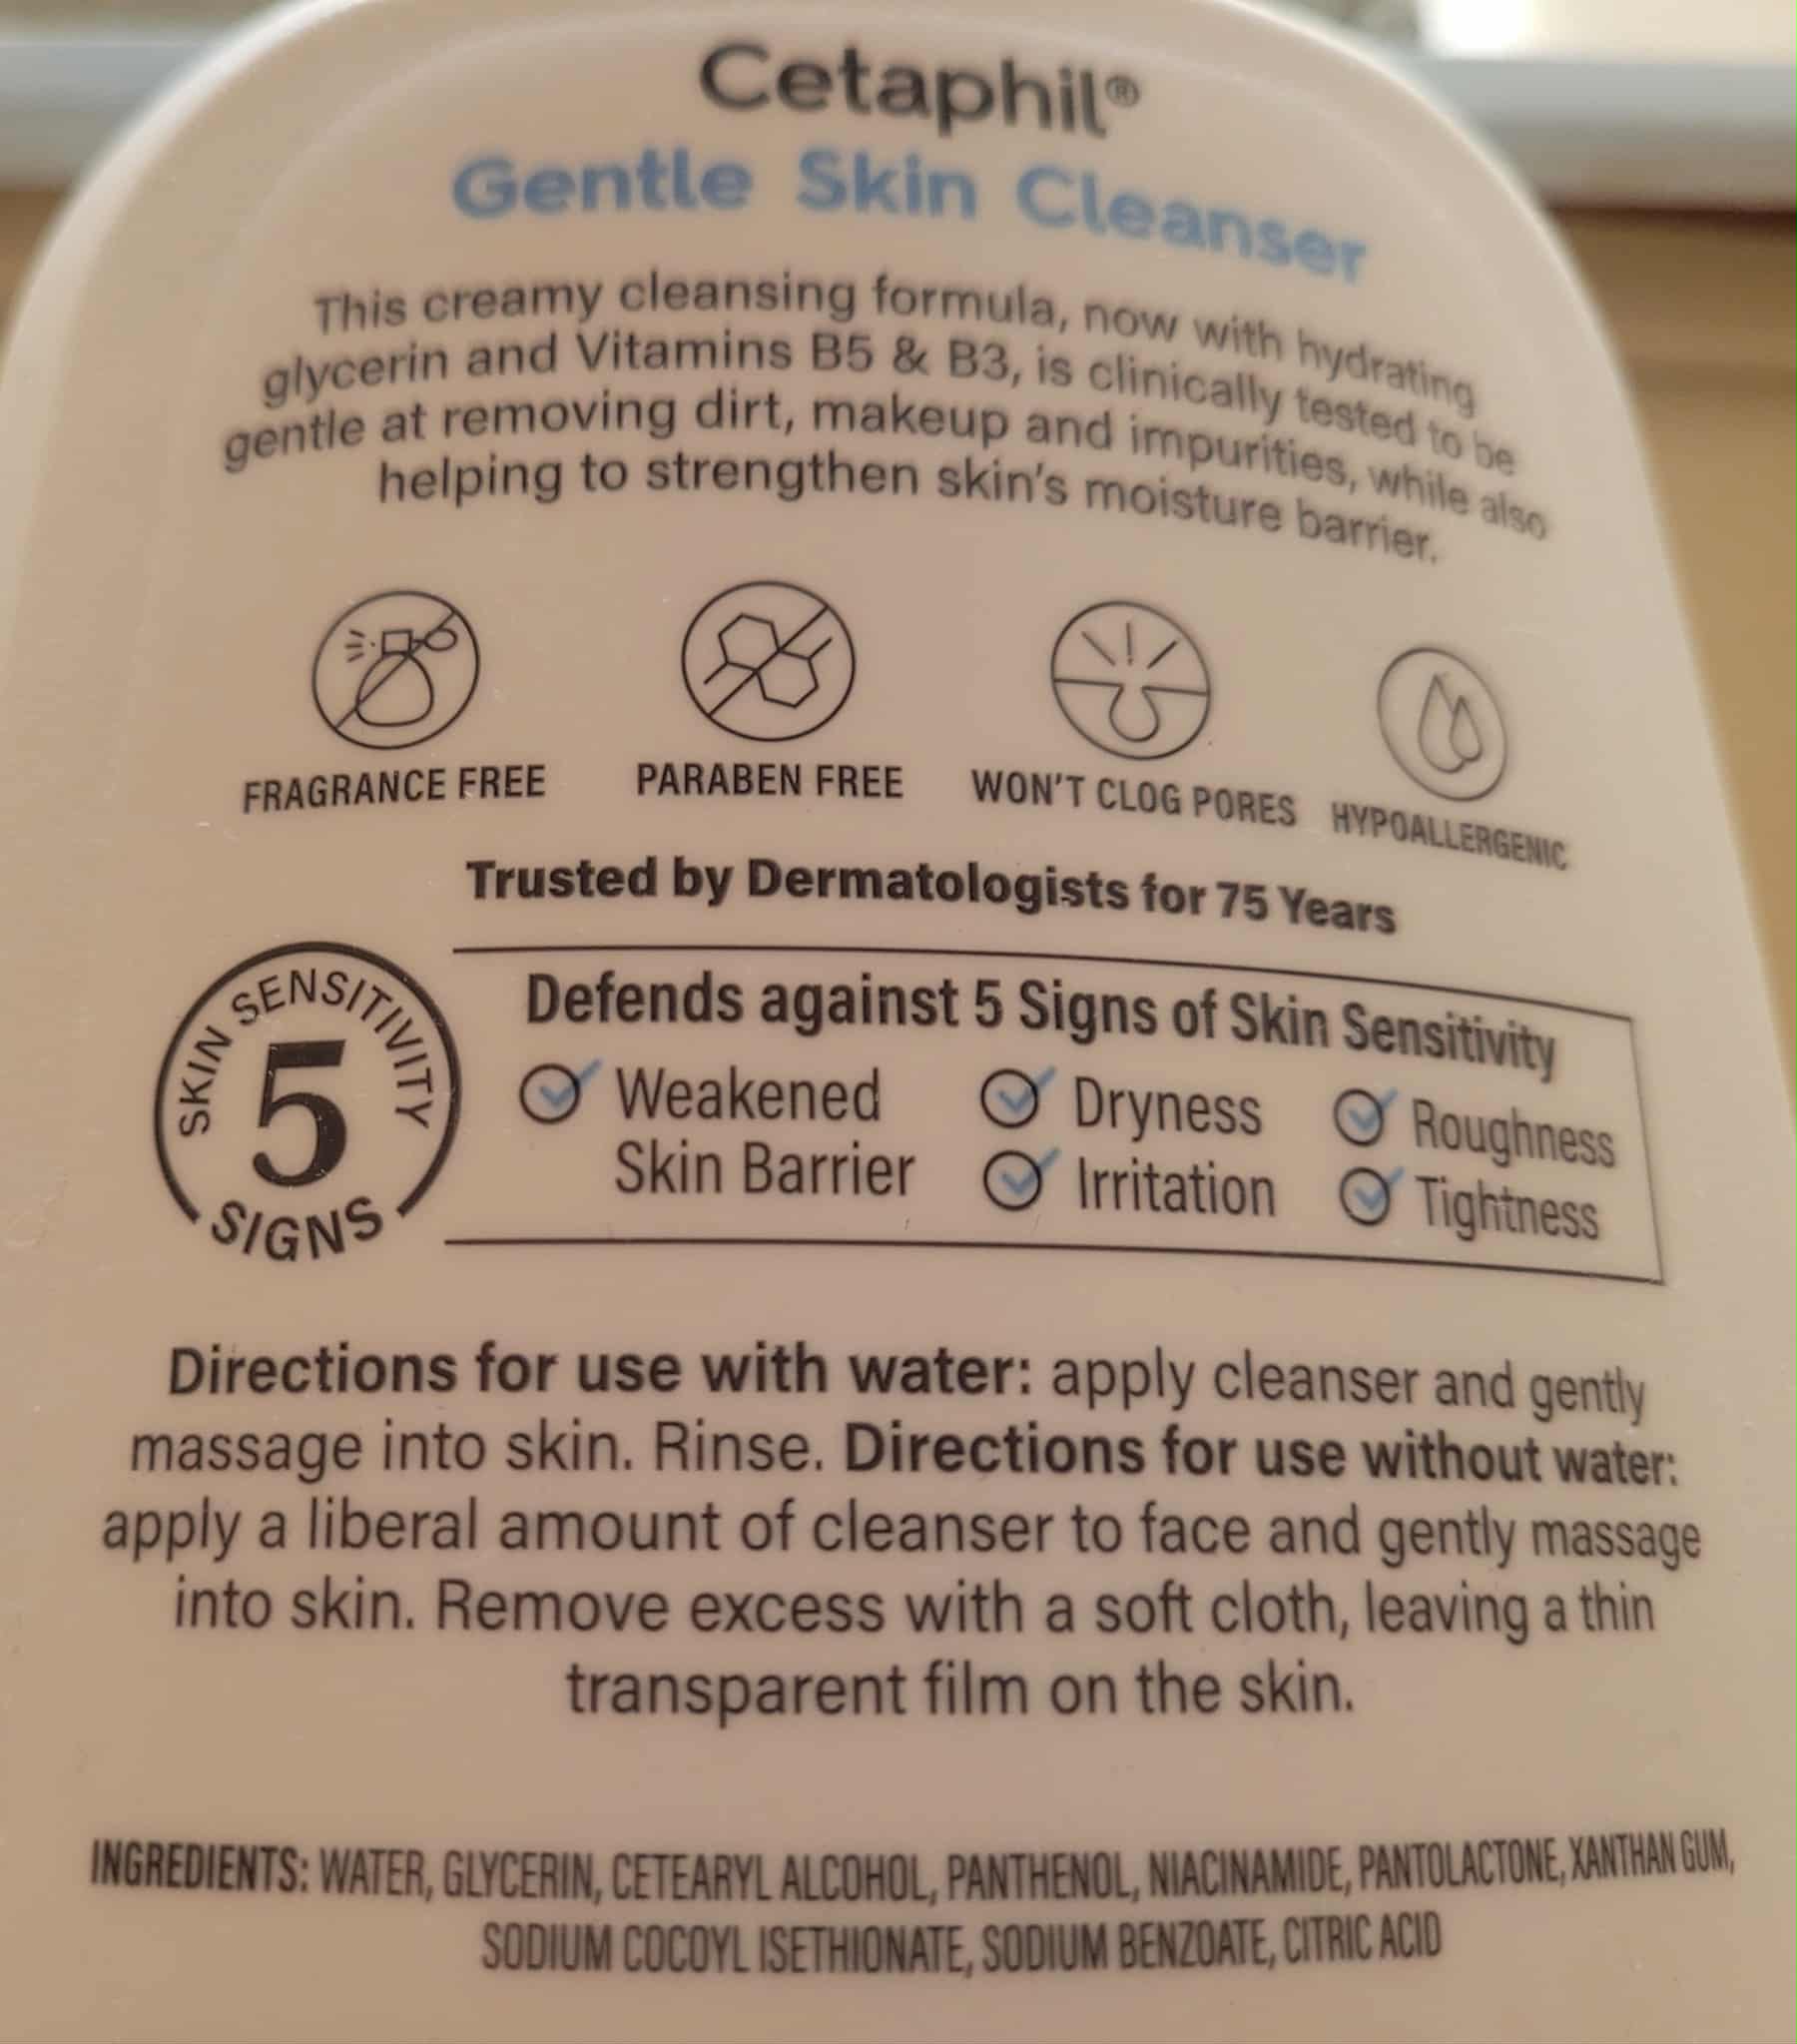 Cetaphil®
Gentle Skin Cleanser
This creamy cleansing formula, now with hydrating
glycerin and Vitamins B5 & B3, is clinically tested to be
gentle at removing dirt, makeup and impurities, while also
helping to strengthen skin's moisture barrier.
FRAGRANCE FREE
PARABEN FREE
WON'T CLOG PORES
HYPOALLERGENIC
Trusted by Dermatologists for 75 Years
SKIN SENSITIVITY
5
SIGNS
Defends against 5 Signs of Skin Sensitivity
Weakened
Skin Barrier
Dryness
Irritation
Roughness
Tightness
Directions for use with water: apply cleanser and gently
massage into skin. Rinse. Directions for use without water:
apply a liberal amount of cleanser to face and gently massage
into skin. Remove excess with a soft cloth, leaving a thin
transparent film on the skin.
INGREDIENTS: WATER, GLYCERIN, CETEARYL ALCOHOL, PANTHENOL, NIACINAMIDE, PANTOLACTONE, XANTHAN GUM,
SODIUM COCOYL ISETHIONATE, SODIUM BENZOATE, CITRIC ACID